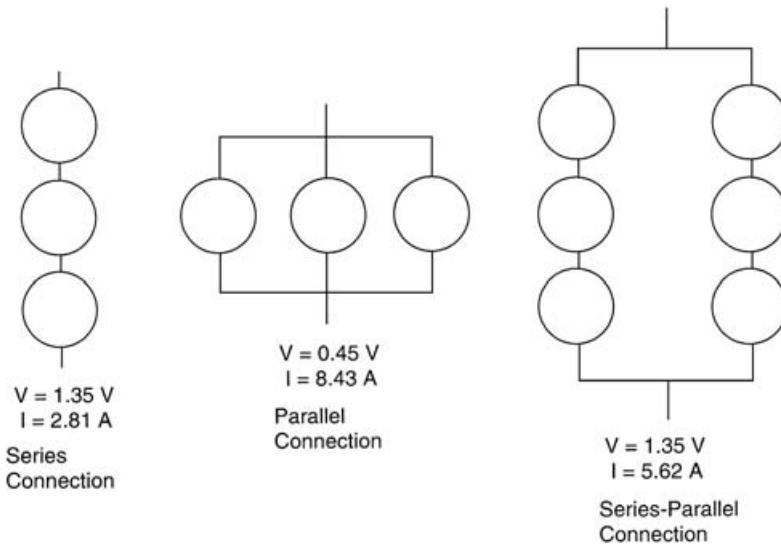 V = 1.35 V
I = 2.81 A
Series
Connection
V = 0.45 V
I = 8.43 A
Parallel
Connection
V = 1.35 V
I = 5.62 A
Series-Parallel
Connection